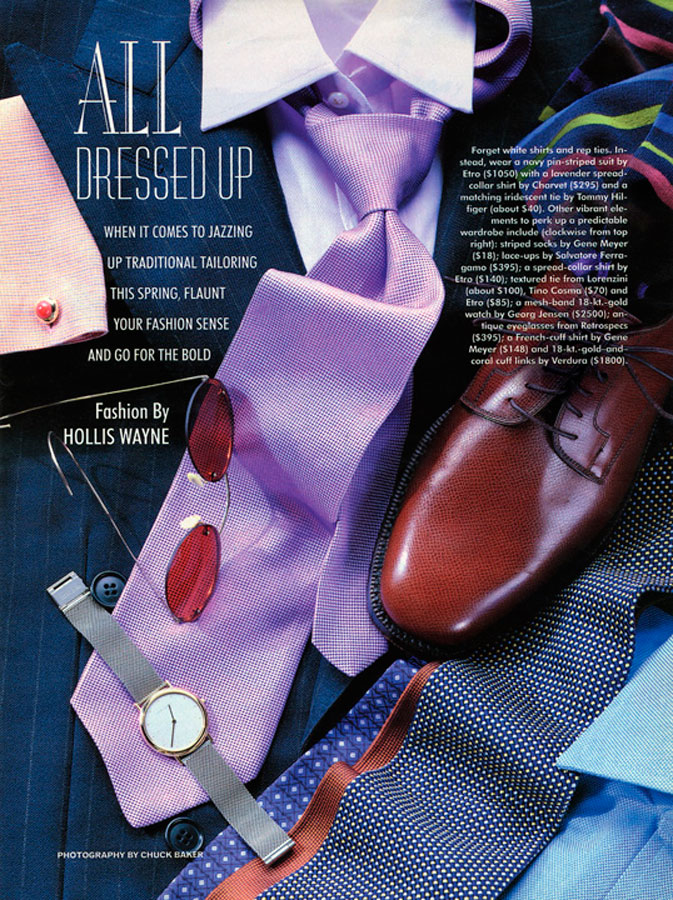 ALL
DRESSED UP
WHEN IT COMES TO JAZZING
UP TRADITIONAL TAILORING
THIS SPRING, FLAUNT
YOUR FASHION SENSE
AND GO FOR THE BOLD
Fashion By
HOLLIS WAYNE
Forget white shirts and rep ties. In-
stead, wear a navy pin-striped suit by
Etro ($1050) with a lavender spread-
collar shirt by Charvet ($295) and a
matching iridescent tie by Tommy Hil-
figer (about $40). Other vibrant ele-
ments to perk up a predictable
wardrobe include (clockwise from top
right): striped socks by Gene Meyer
($18); lace-ups by Salvatore Ferra-
gamo ($395); a spread-collar shirt by
Etro ($140); textured tie from Lorenzini
(about $100), Tino Cosma ($70) and
Etro ($85); a mesh-band 18-kt.-gold
watch by Georg Jensen ($2500); an-
tique eyeglasses from Retrospecs
($395); a French-cuff shirt by Gene
Meyer ($148) and 18-kt.-gold-and-
coral cuff links by Verdura ($1800).
PHOTOGRAPHY BY CHUCK BAKER